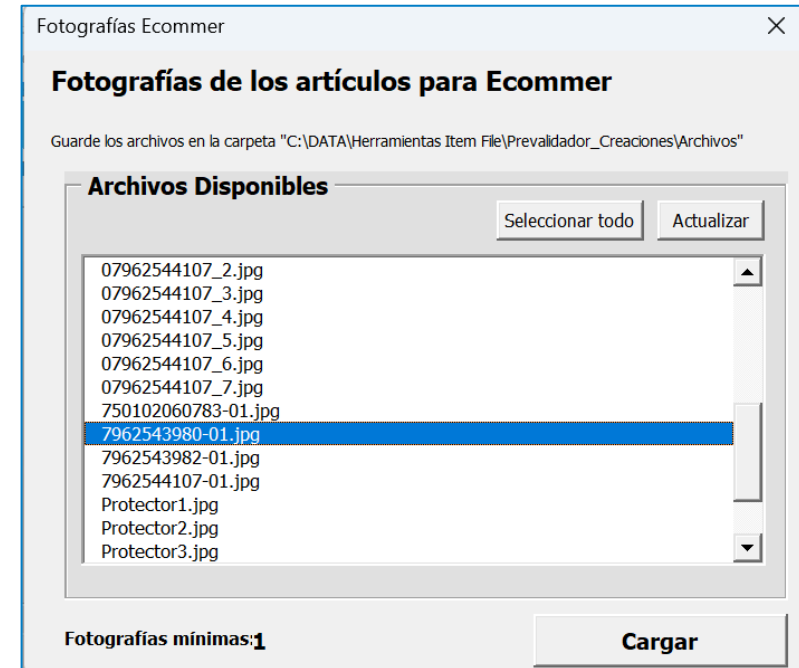 Fotografías Ecommer
Fotografías de los artículos para Ecommer
Guarde los archivos en la carpeta "C:\DATA\Herramientas Item File\Prevalidador_Creaciones\Archivos"
Archivos Disponibles
Seleccionar todo Actualizar
07962544107_2.jpg
07962544107_3.jpg
07962544107_4.jpg
07962544107_5.jpg
07962544107_6.jpg
07962544107_7.jpg
750102060783-01.jpg
7962543980-01.jpg
7962543982-01.jpg
7962544107-01.jpg
Protector1.jpg
Protector2.jpg
Protector3.jpg
Fotografías mínimas:1 Cargar